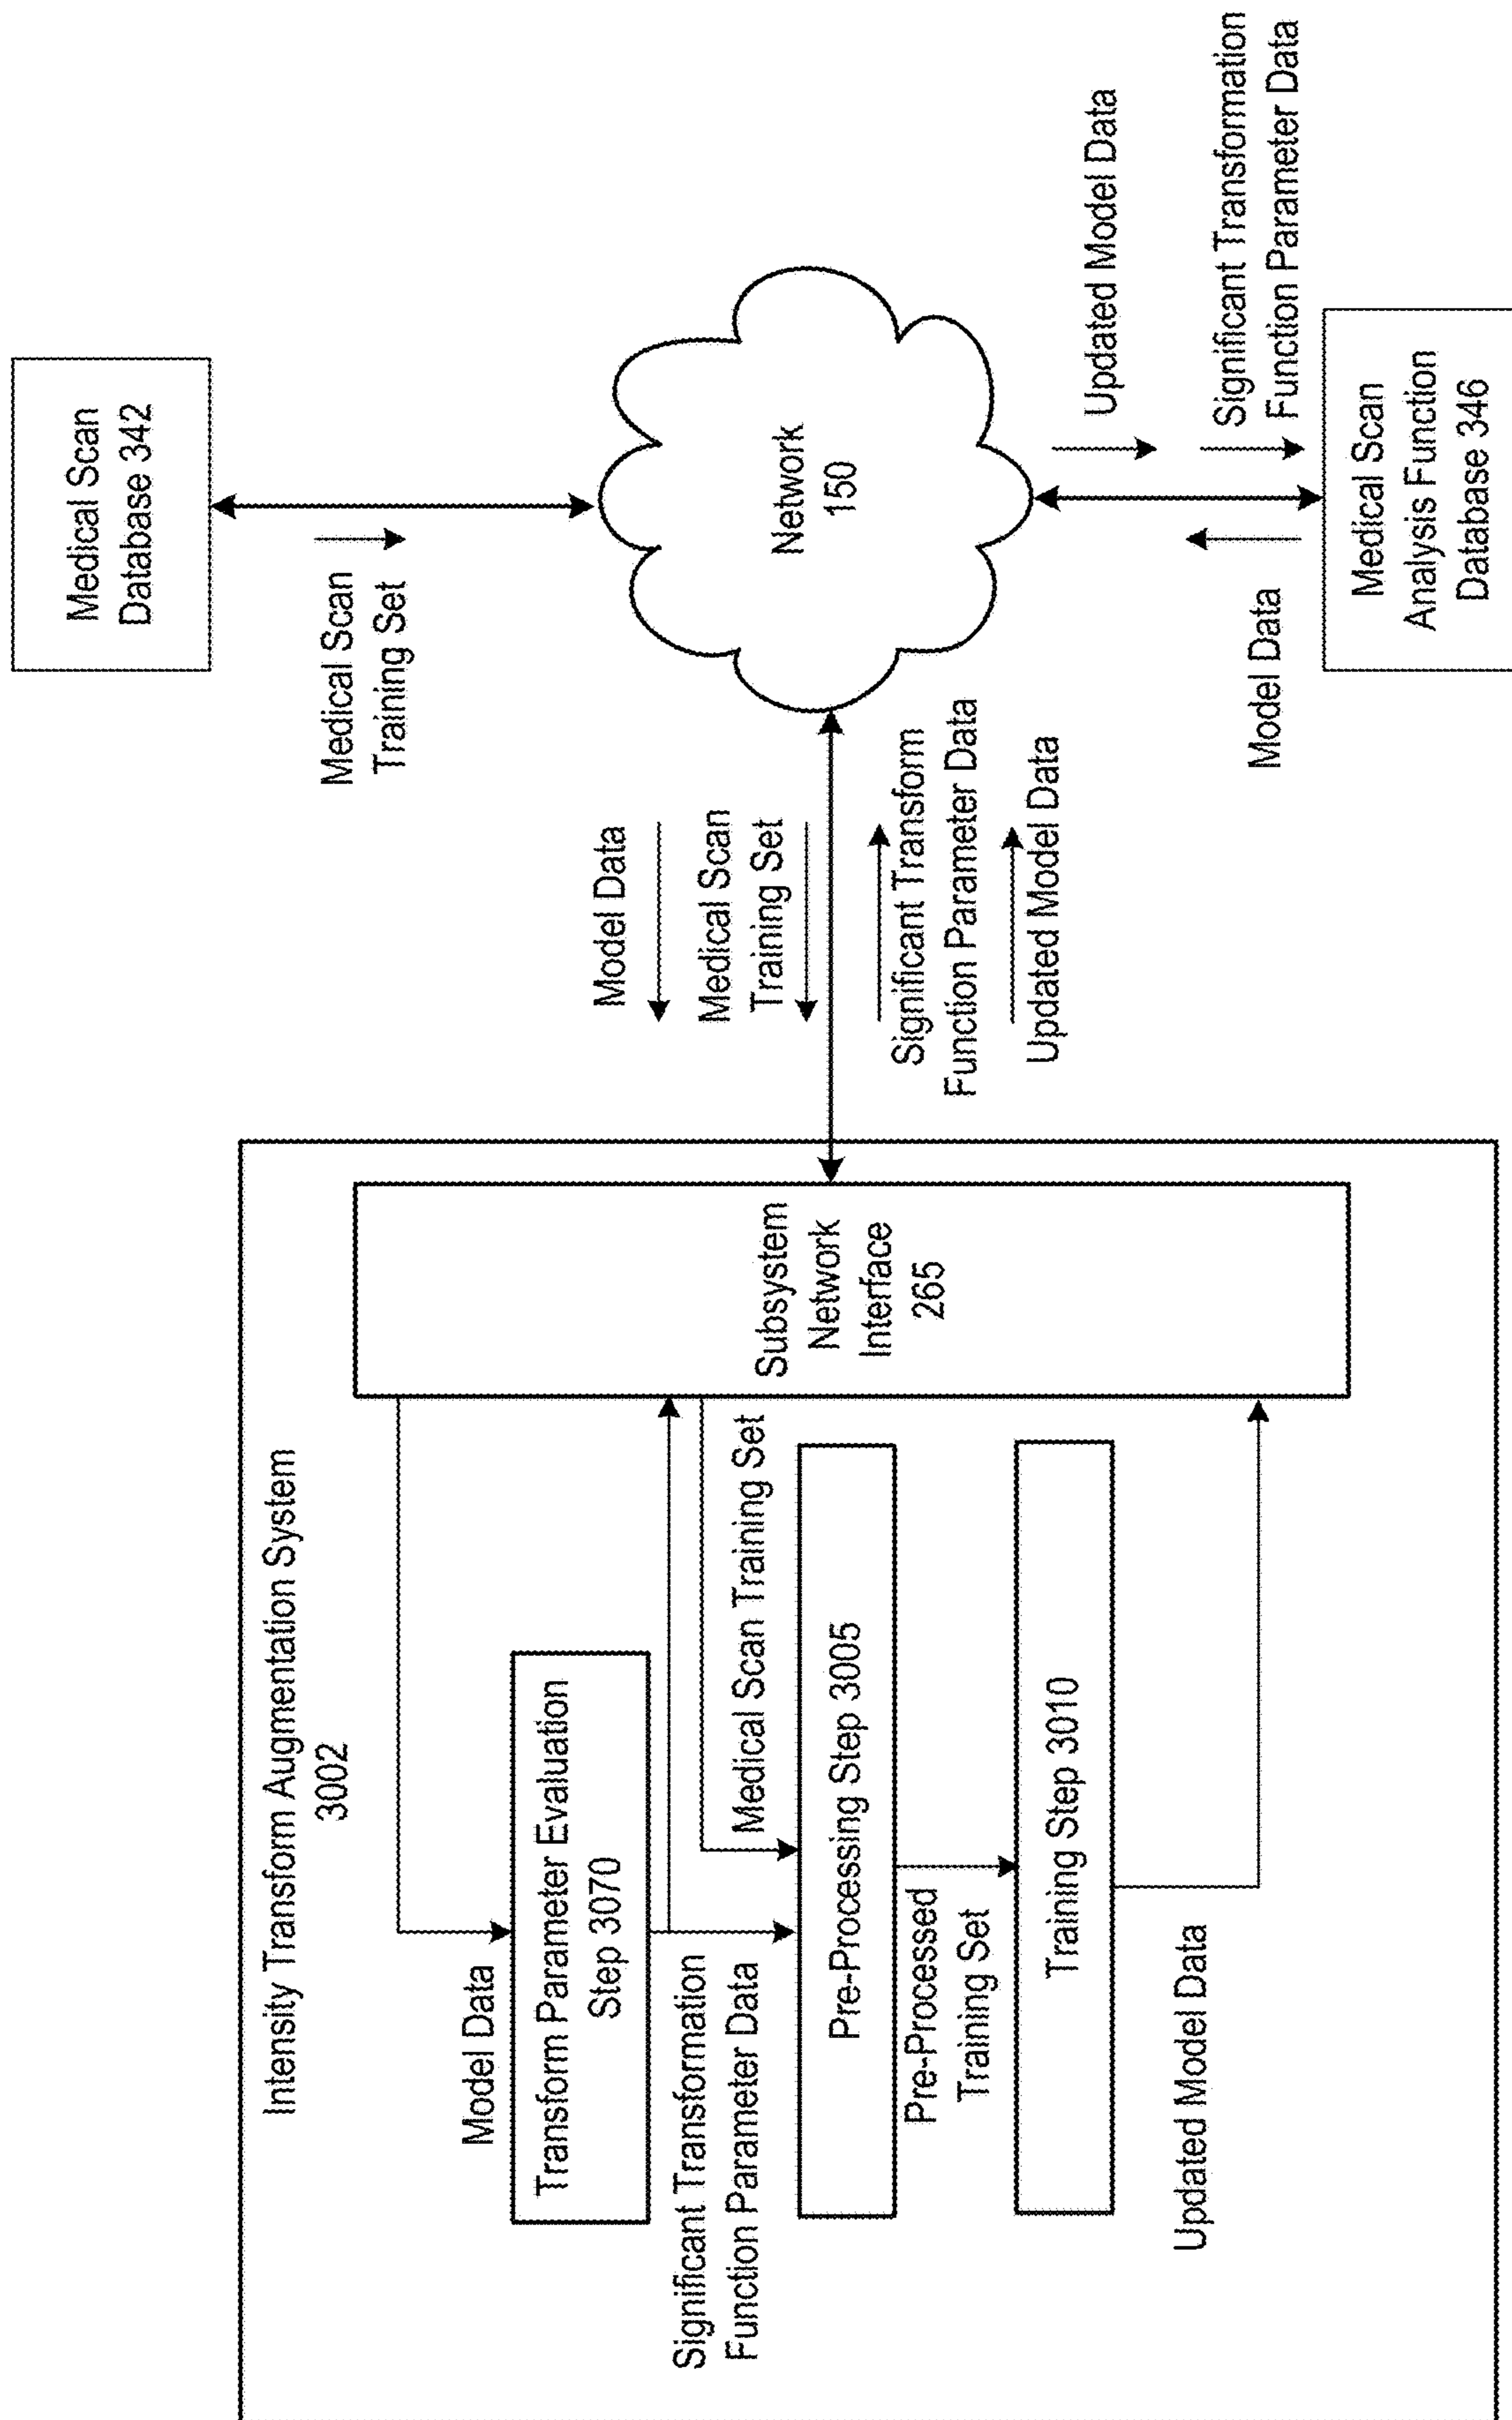 Intensity Transform Augmentation System
3002
Model Data
Transform Parameter Evaluation
Step 3070
Significant Transformation
Function Parameter Data
Medical Scan Training Set
Pre-Processing Step 3005
Pre-Processed
Training Set
Training Step 3010
Updated Model Data
Subsystem
Network
Interface
265
Model Data
Medical Scan
Training Set
Significant Transform
Function Parameter Data
Updated Model Data
Medical Scan
Database 342
Medical Scan
Training Set
Network
150
Updated Model Data
Significant Transformation
Function Parameter Data
Model Data
Medical Scan
Analysis Function
Database 346